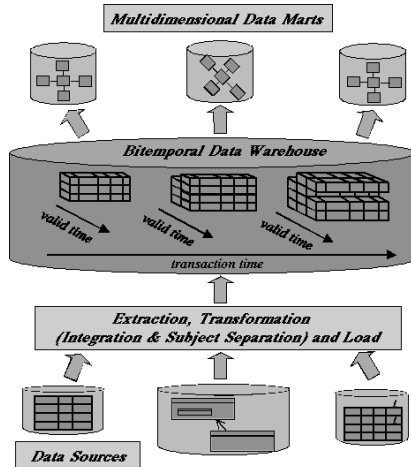 Multidimensional Data Marts
Bitemporal Data Warehouse
valid time
valid time
valid time
transaction time
Extraction, Transformation
(Integration & Subject Separation) and Load
Data Sources